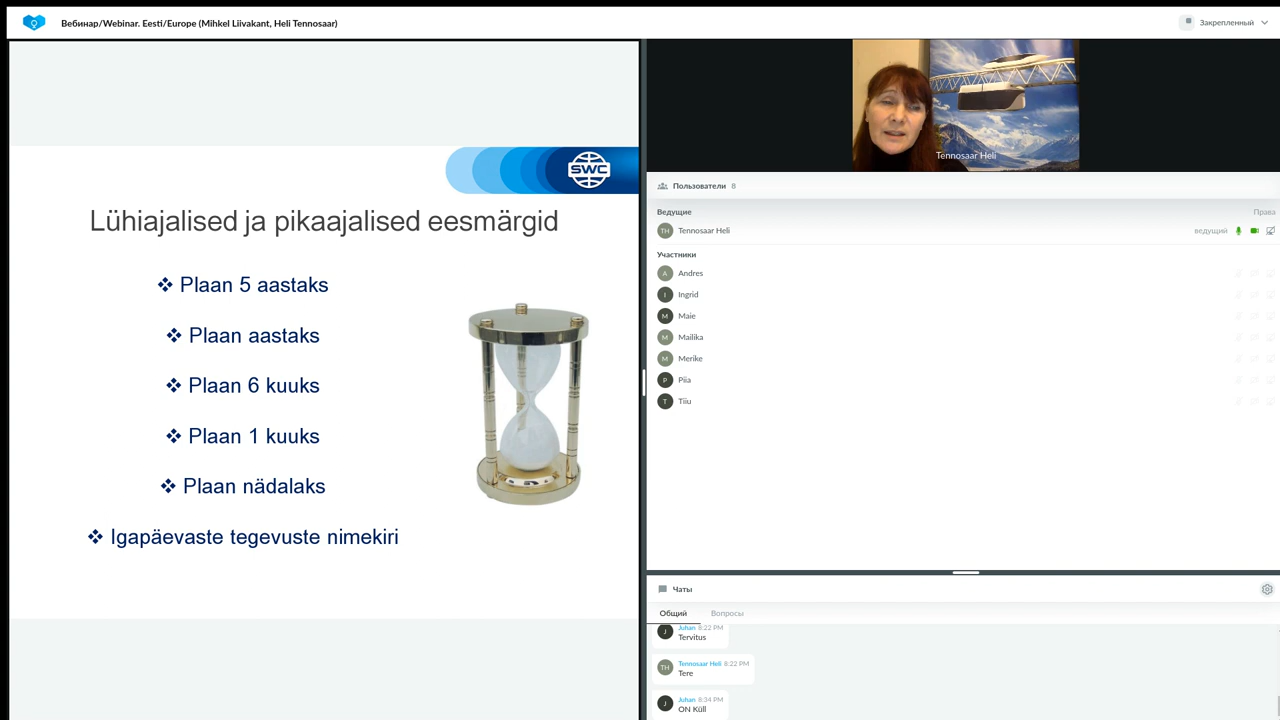 Вебинар/Webinar. Eesti/Europe (Mihkel Liivakant, Heli Tennosaar)
Закрепленный
SWC
Lühiajalised ja pikaajalised eesmärgid
❖ Plaan 5 aastaks
❖ Plaan aastaks
❖ Plaan 6 kuuks
❖ Plaan 1 kuuks
❖ Plaan nädalaks
❖ Igapäevaste tegevuste nimekiri
Tennosaar Heli
Пользователи 8
Ведущие Права
TH Tennosaar Heli ведущий
Участники
A Andres
I Ingrid
M Maie
M Mailika
M Merike
P Piia
T Tiiu
Чаты
Общий Вопросы
J Juhan 8:22 PM
Tervitus
TH Tennosaar Heli 8:22 PM
Tere
J Juhan 8:34 PM
ON Küll